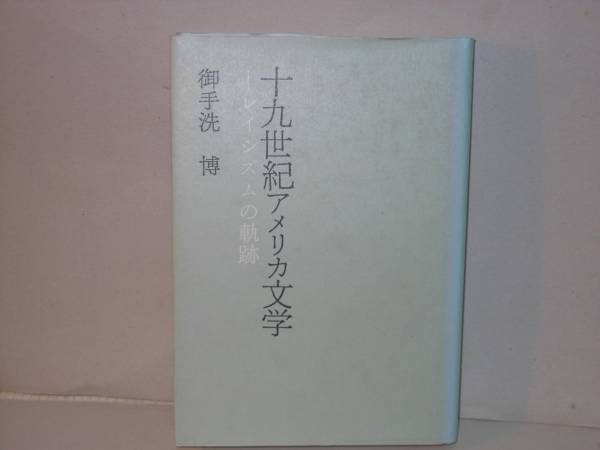 十九世紀アメリカ文学
ーレイシズムの軌跡
御手洗 博